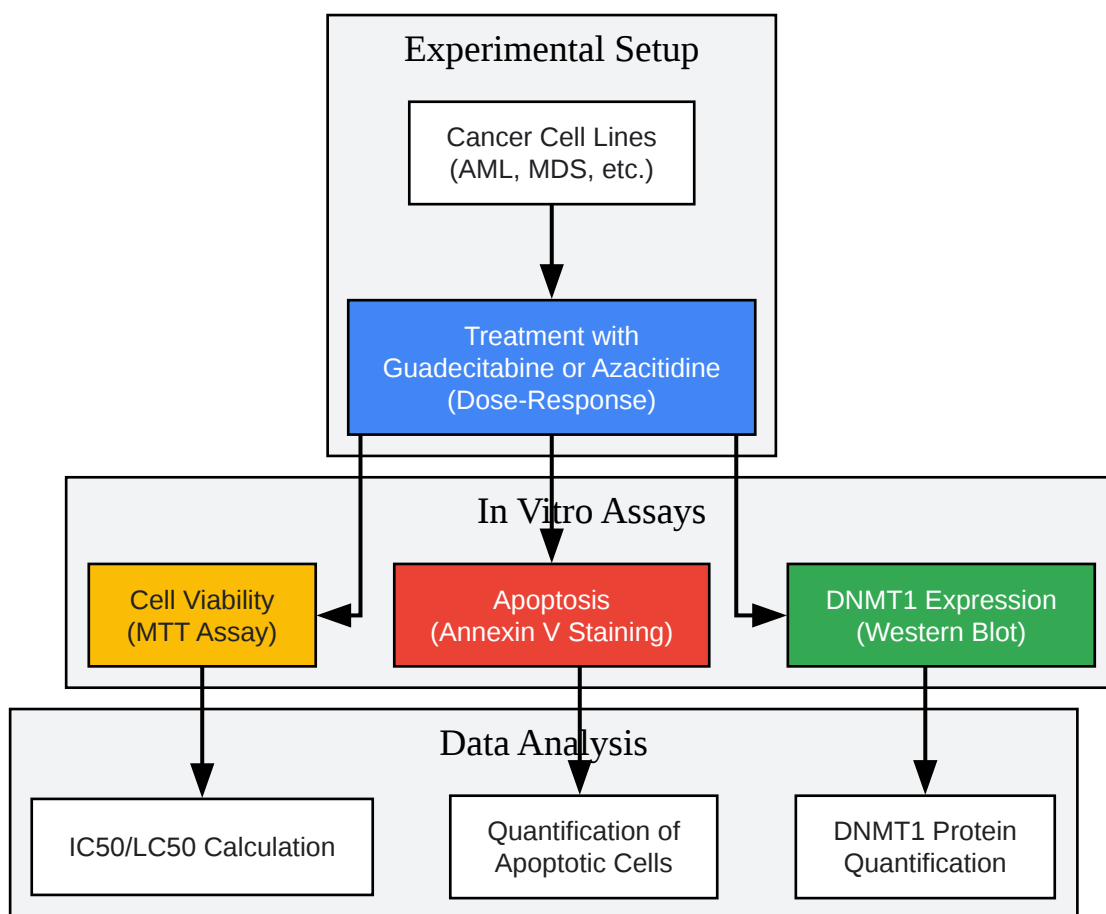 Experimental Setup
Cancer Cell Lines
(AML, MDS, etc.)
Treatment with
Guadecitabine or Azacitidine
(Dose-Response)
In Vitro Assays
Cell Viability
(MTT Assay)
Apoptosis
(Annexin V Staining)
DNMT1 Expression
(Western Blot)
Data Analysis
IC50/LC50 Calculation
Quantification of
Apoptotic Cells
DNMT1 Protein
Quantification